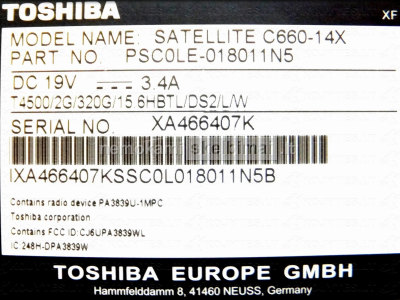 TOSHIBA
XF
MODEL NAME: SATELLITE C660-14X
PART NO. PSC0LE-018011N5
DC 19V 3.4A
T4500/2G/320G/15.6HBTL/DS2/L/W
SERIAL NO. XA466407K
IXA466407KSSC0L018011N5B
Contains radio device PA3839U-1MPC
Toshiba corporation
Contains FCC ID:CJ6UPA3839WL
IC 248H-DPA3839W
TOSHIBA EUROPE GMBH
Hammfelddamm 8, 41460 NEUSS, Germany